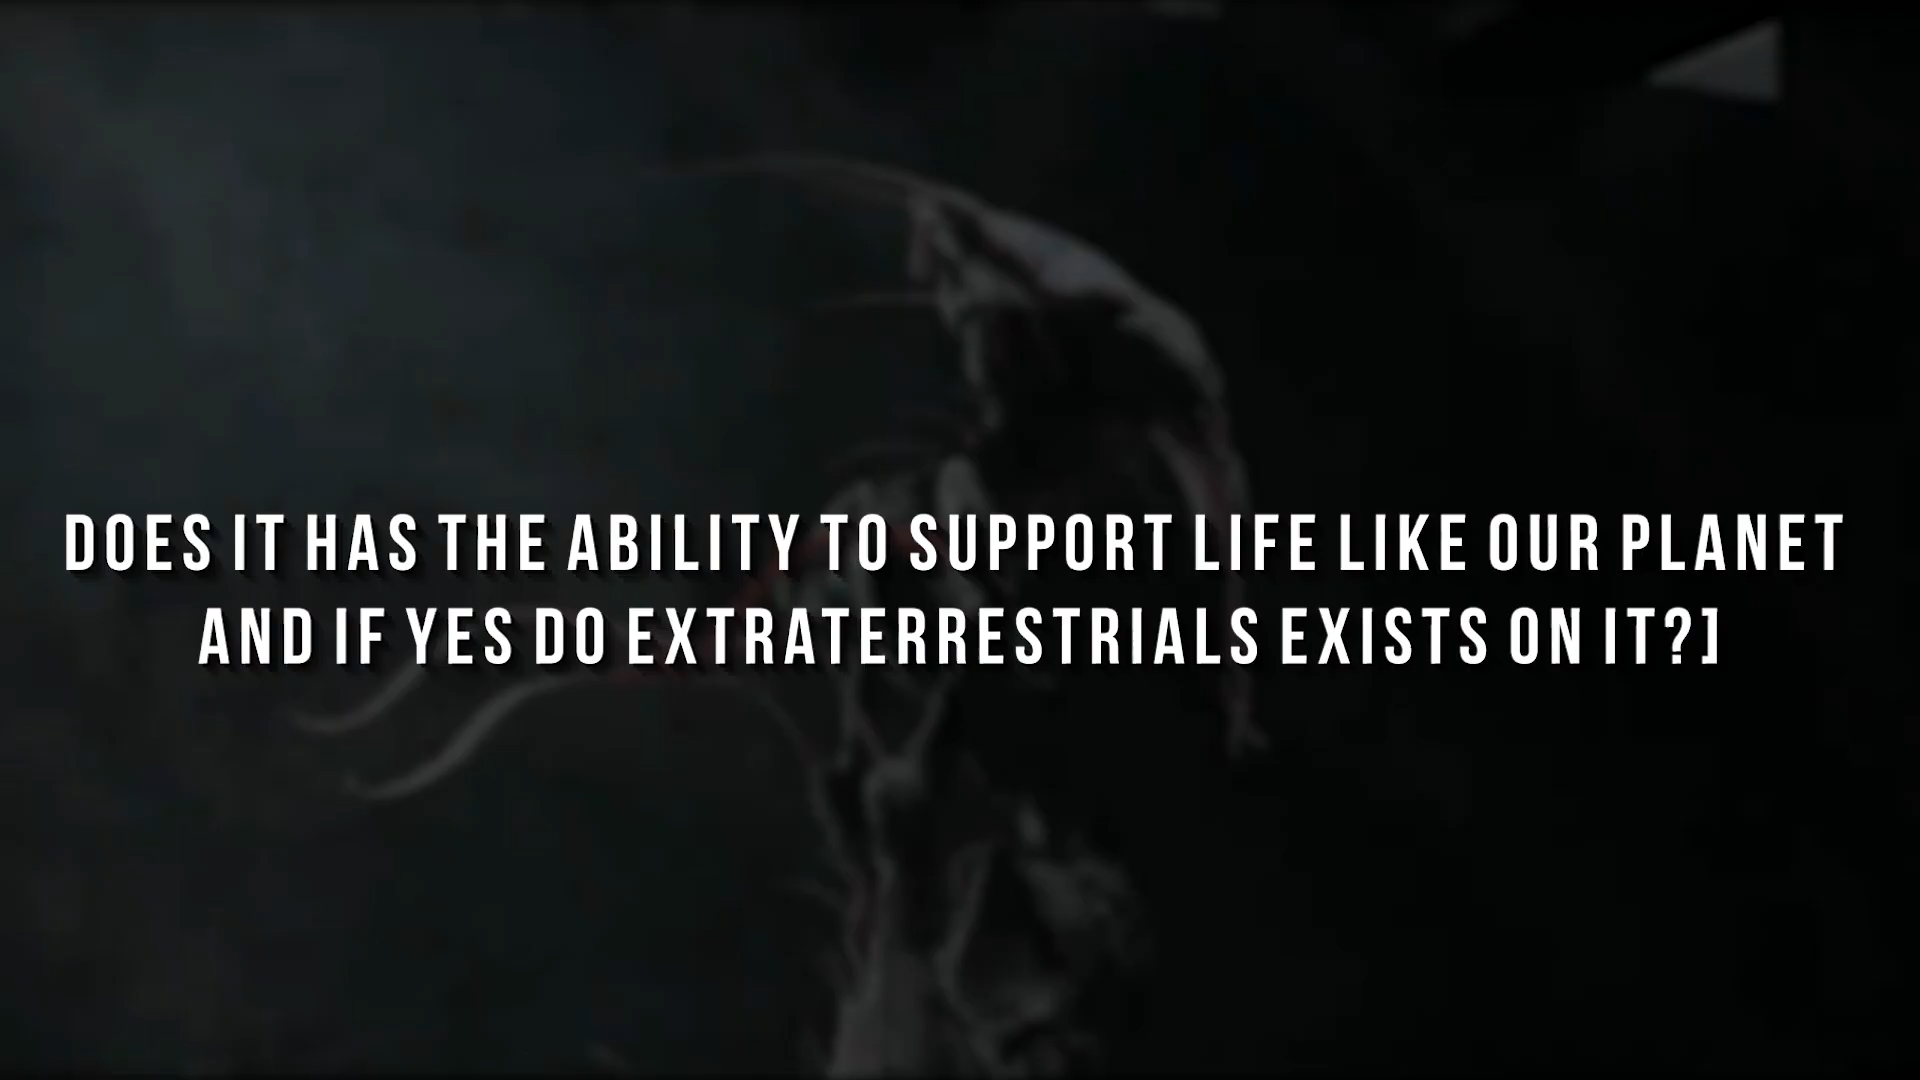 DOES IT HAS THE ABILITY TO SUPPORT LIFE LIKE OUR PLANET
AND IF YES DO EXTRATERRESTRIALS EXISTS ON IT?]